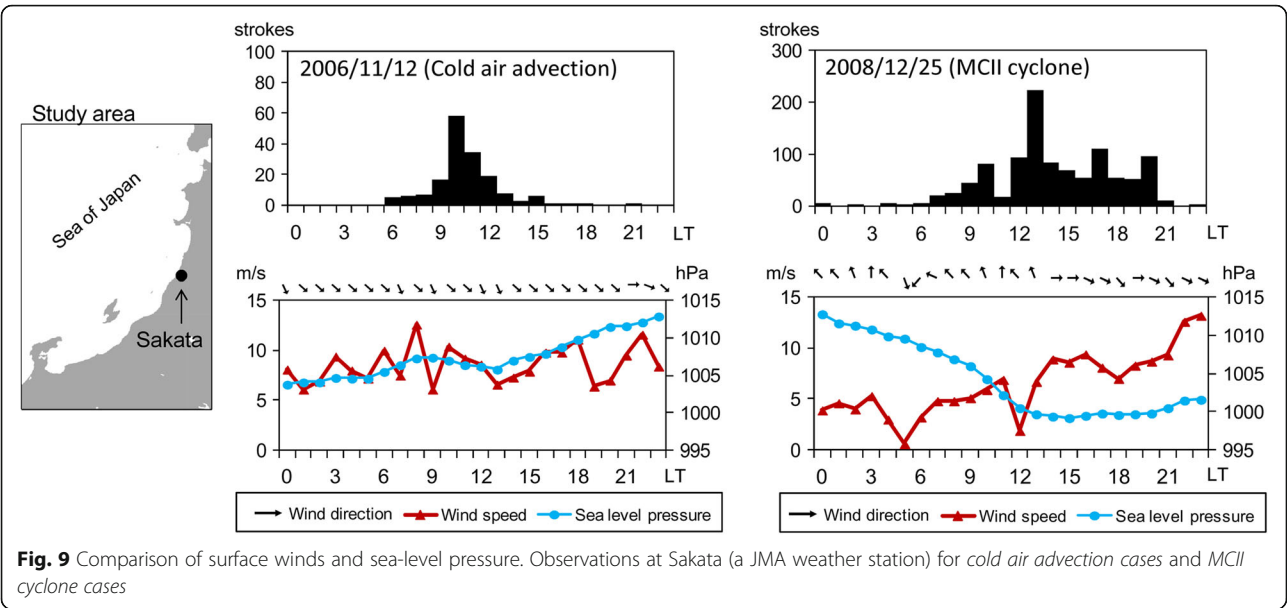 Study area
Sea of Japan
Sakata
strokes
100
80
60
40
20
0
2006/11/12 (Cold air advection)
0 3 6 9 12 15 18 21 LT
m/s
hPa
15
10
5
0
1015
1010
1005
1000
995
0 3 6 9 12 15 18 21 LT
Wind direction Wind speed Sea level pressure
strokes
300
200
100
0
2008/12/25 (MCII cyclone)
0 3 6 9 12 15 18 21 LT
m/s
hPa
15
10
5
0
1015
1010
1005
1000
995
0 3 6 9 12 15 18 21 LT
Wind direction Wind speed Sea level pressure
Fig. 9 Comparison of surface winds and sea-level pressure. Observations at Sakata (a JMA weather station) for cold air advection cases and MCII
cyclone cases